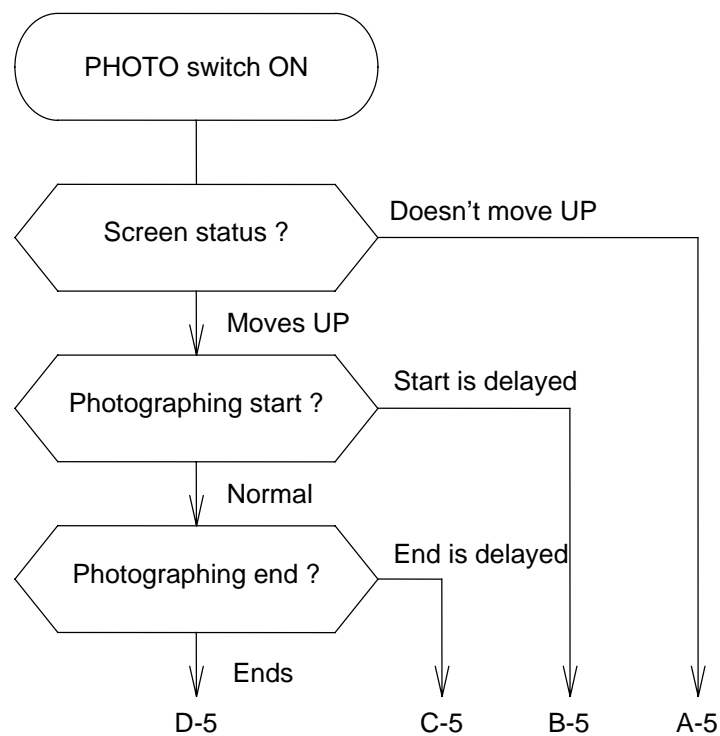 PHOTO switch ON
Screen status ?
Doesn't move UP
Moves UP
Photographing start ?
Start is delayed
Normal
Photographing end ?
End is delayed
Ends
D-5
C-5
B-5
A-5